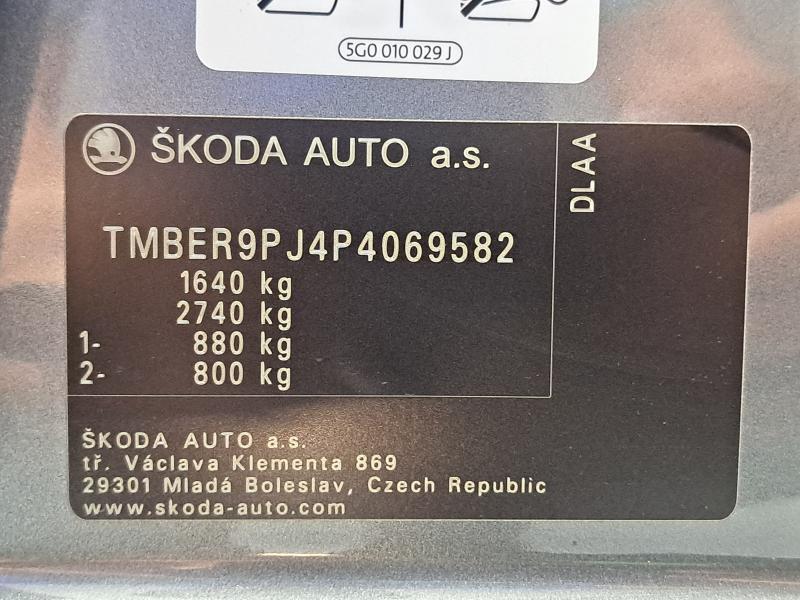 5G0 010 029 J
ŠKODA AUTO a.s.
DLAA
TMBER9PJ4P4069582
1640 kg
2740 kg
1- 880 kg
2- 800 kg
ŠKODA AUTO a.s.
tř. Václava Klementa 869
29301 Mladá Boleslav, Czech Republic
www.skoda-auto.com